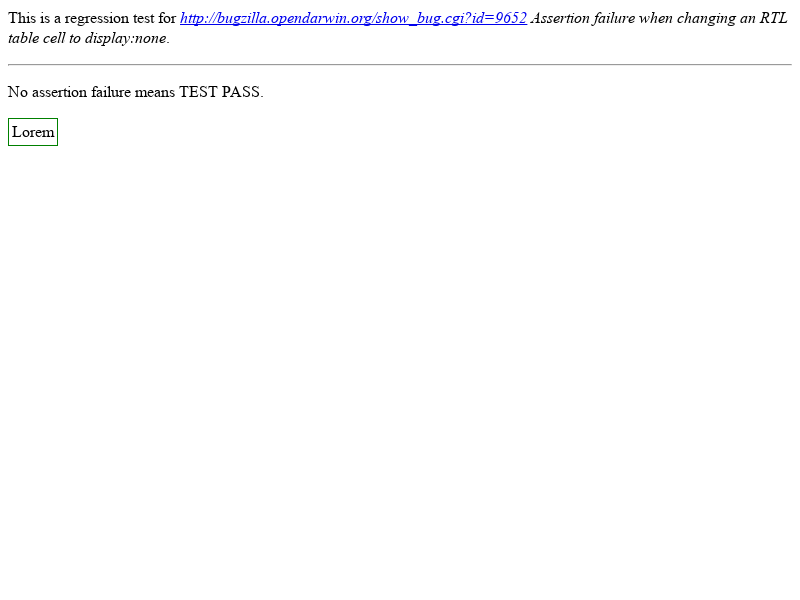 This is a regression test for http://bugzilla.opendarwin.org/show_bug.cgi?id=9652 Assertion failure when changing an RTL
table cell to display:none.
No assertion failure means TEST PASS.
Lorem